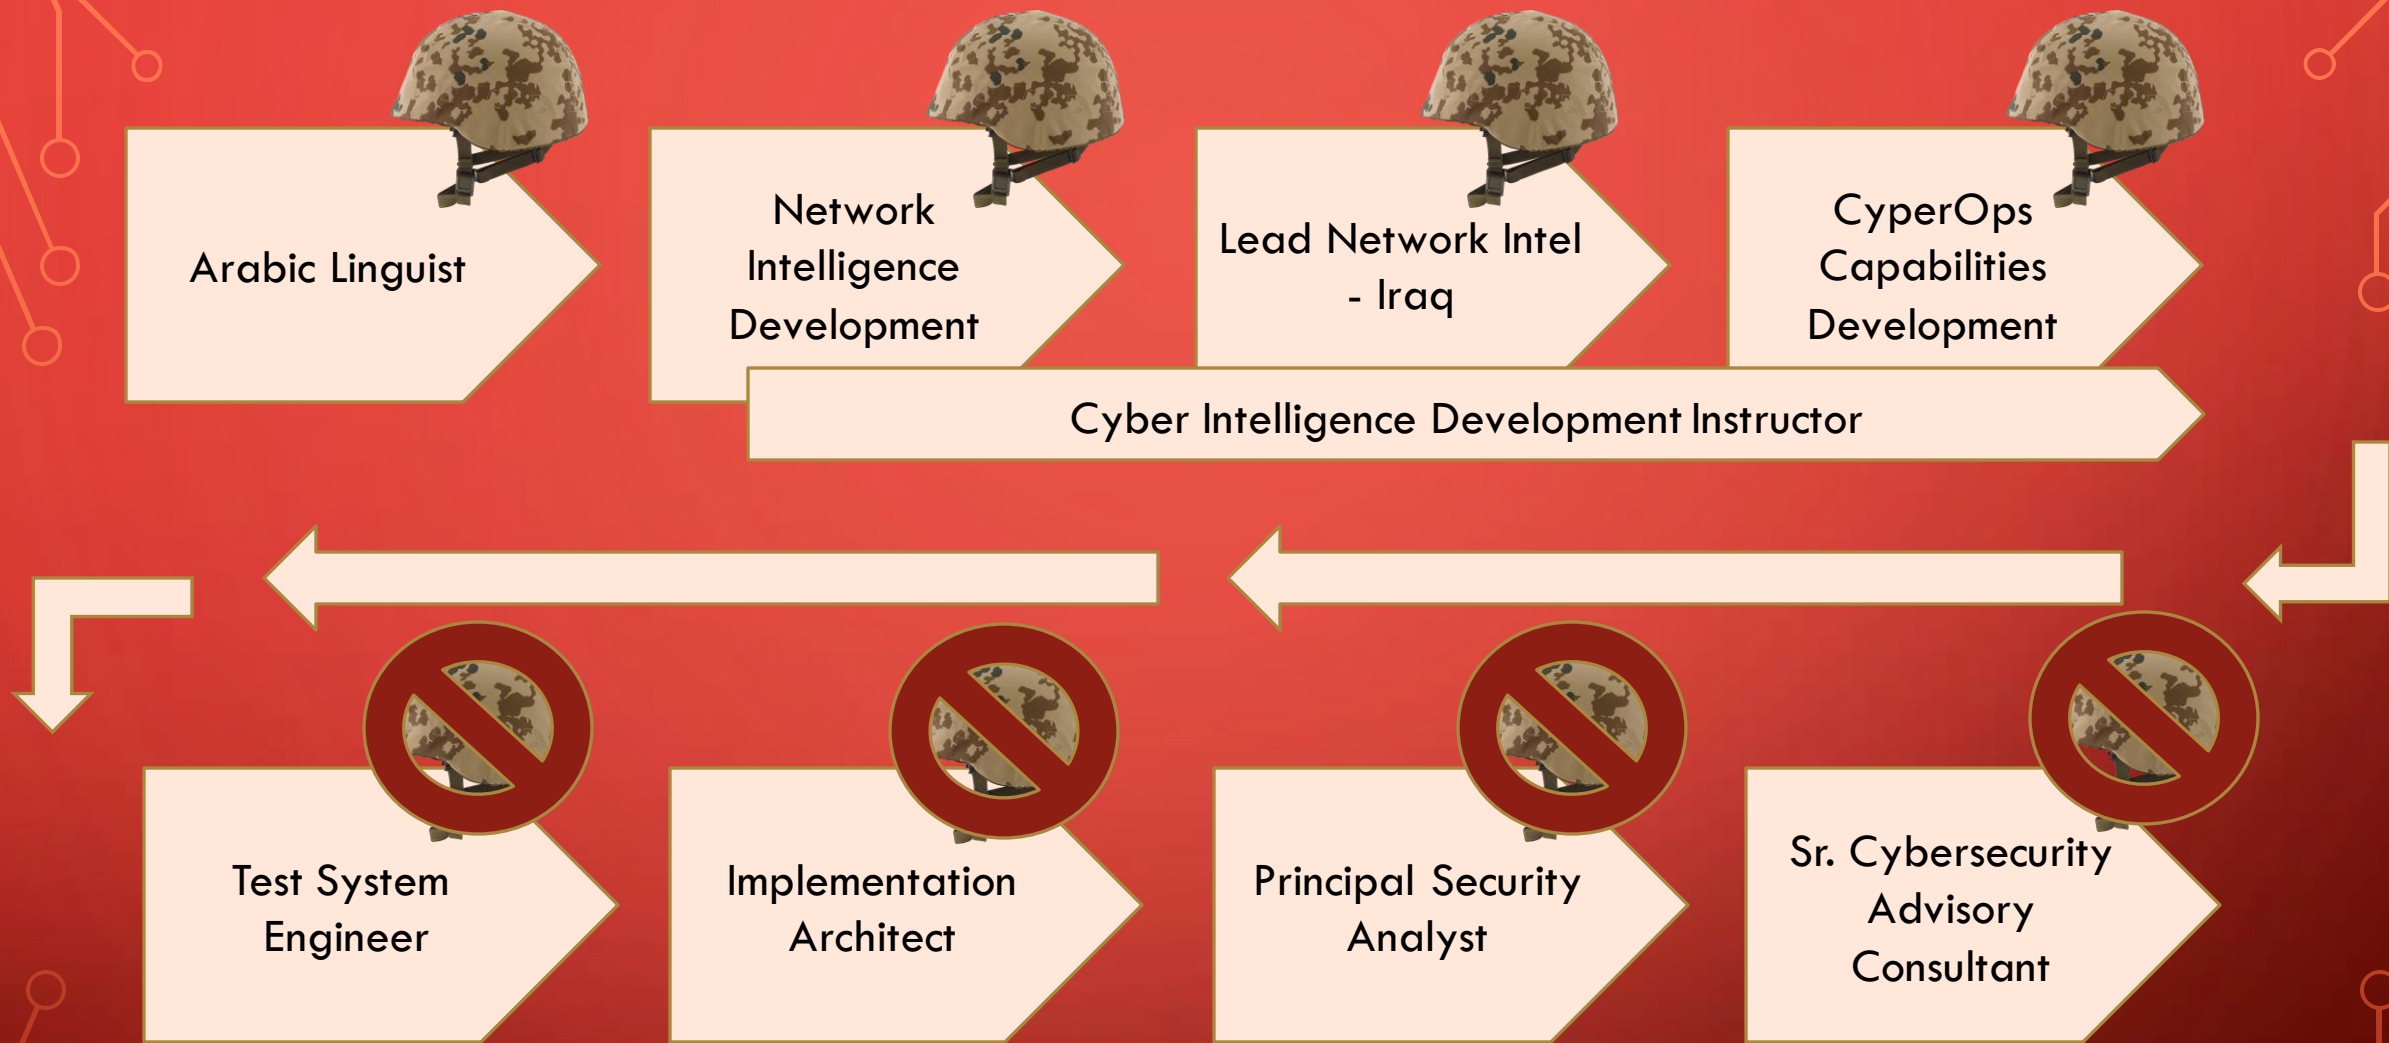 Arabic Linguist
Network
Intelligence
Development
Lead Network Intel
- Iraq
CyperOps
Capabilities
Development
Cyber Intelligence Development Instructor
Test System
Engineer
Implementation
Architect
Principal Security
Analyst
Sr. Cybersecurity
Advisory
Consultant